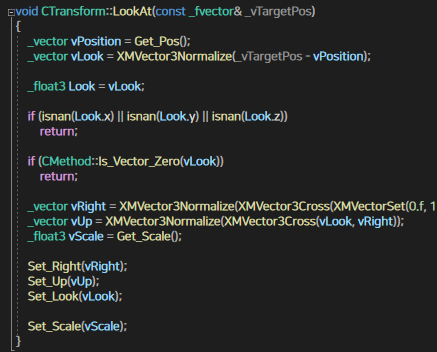 void CTransform::LookAt(const _fvector& _vTargetPos)
{
_vector vPosition = Get_Pos();
_vector vLook = XMVector3Normalize(_vTargetPos - vPosition);
_float3 Look = vLook;
if (isnan(Look.x) || isnan(Look.y) || isnan(Look.z))
return;
if (CMethod::Is_Vector_Zero(vLook))
return;
_vector vRight = XMVector3Normalize(XMVector3Cross(XMVectorSet(0.f, 1
_vector vUp = XMVector3Normalize(XMVector3Cross(vLook, vRight));
_float3 vScale = Get_Scale();
Set_Right(vRight);
Set_Up(vUp);
Set_Look(vLook);
Set_Scale(vScale);
}